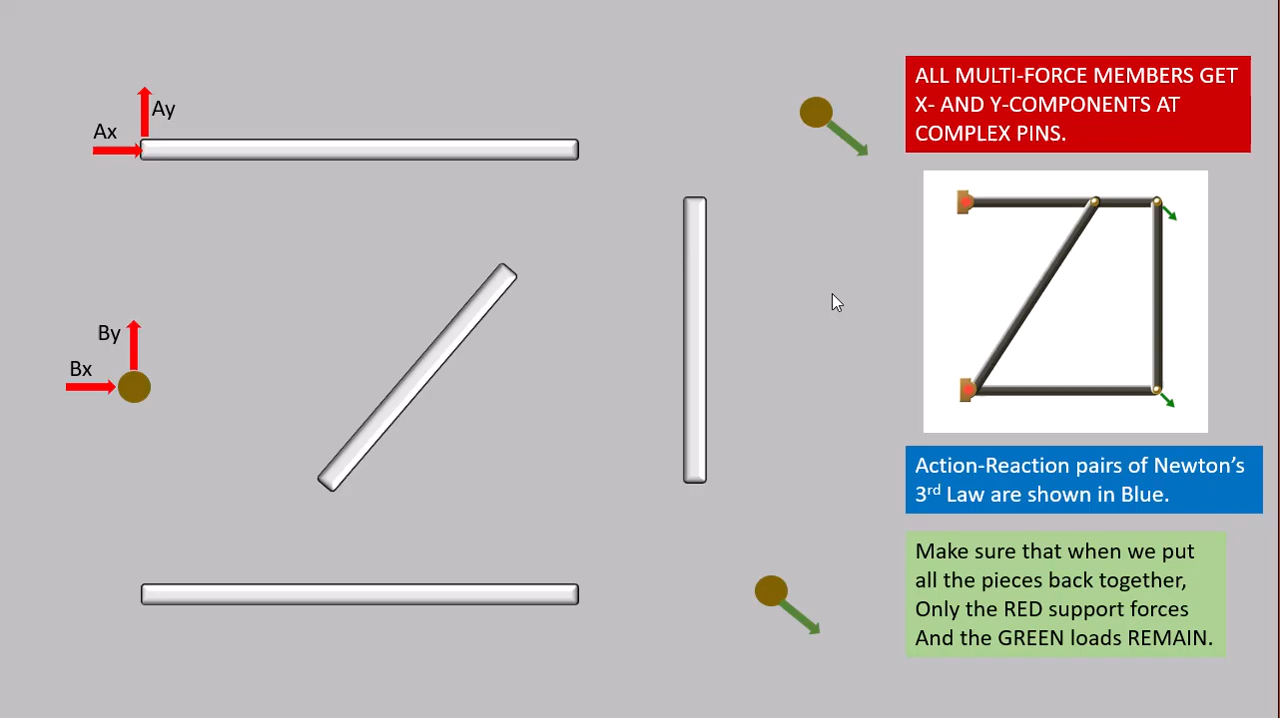 Ay
Ax
By
Bx
ALL MULTI-FORCE MEMBERS GET
X- AND Y-COMPONENTS AT
COMPLEX PINS.
Action-Reaction pairs of Newton’s
3rd Law are shown in Blue.
Make sure that when we put
all the pieces back together,
Only the RED support forces
And the GREEN loads REMAIN.